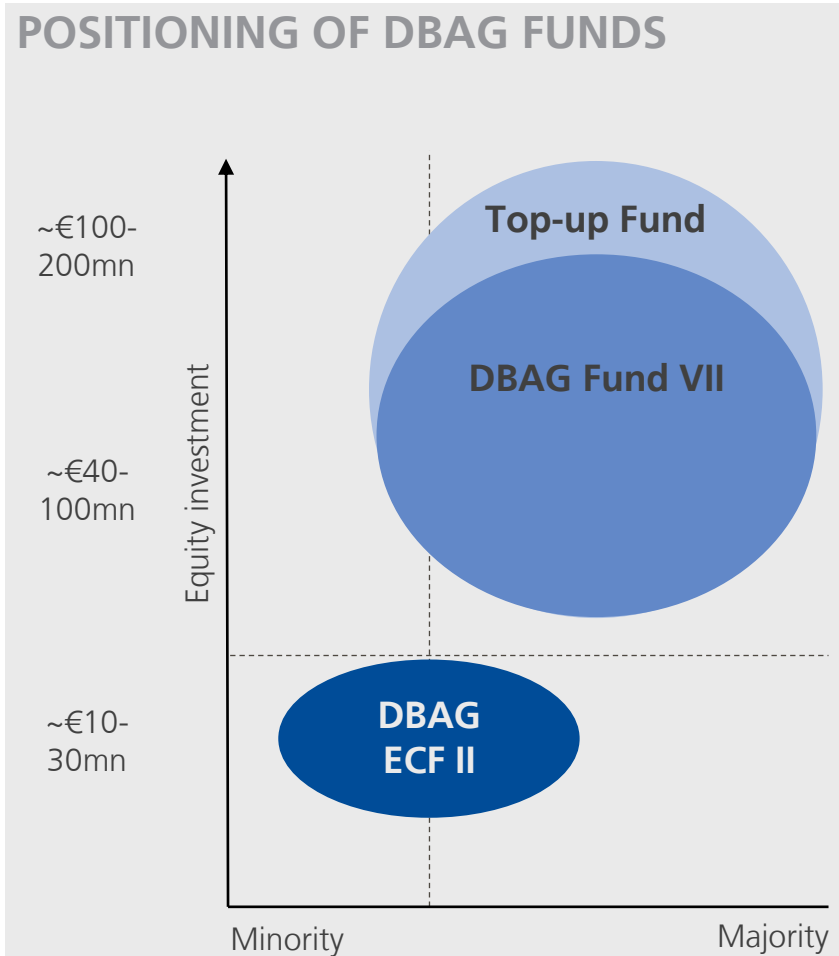 POSITIONING OF DBAG FUNDS
~€100-
200mn
Top-up Fund
DBAG Fund VII
Equity investment
~€40-
100mn
~€10-
30mn
DBAG
ECF II
Minority
Majority